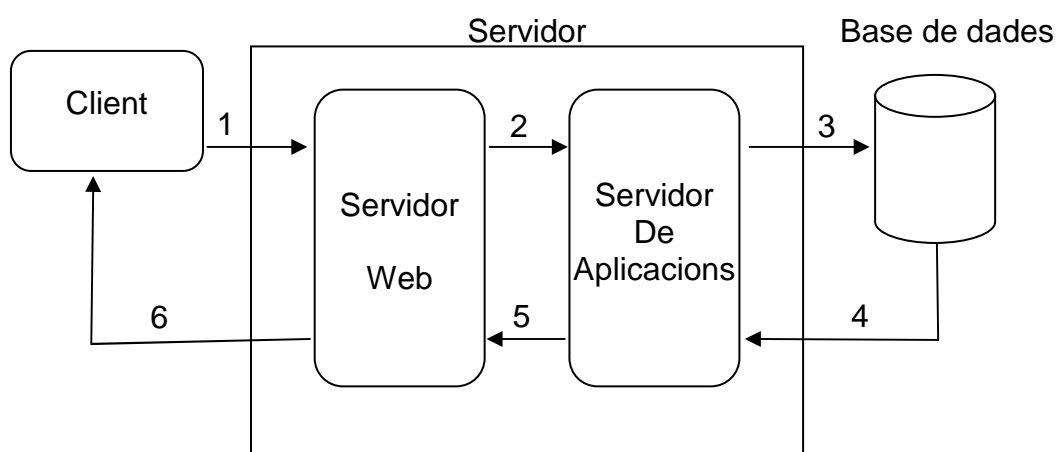 Servidor
Base de dades
Client
1
2
3
Servidor
Web
Servidor
De
Aplicacions
6
5
4